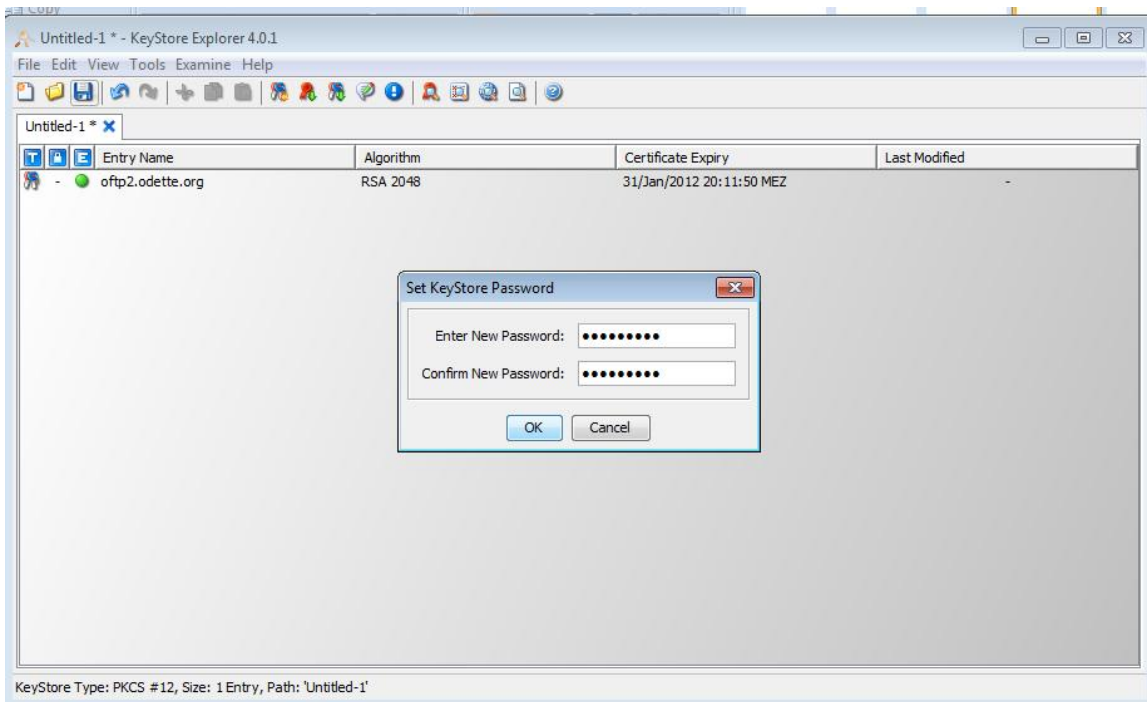 Copy
Untitled-1 * - KeyStore Explorer 4.0.1
File Edit View Tools Examine Help
Untitled-1 *
T E Entry Name Algorithm Certificate Expiry Last Modified
- oftp2.odette.org RSA 2048 31/Jan/2012 20:11:50 MEZ -
Set KeyStore Password
Enter New Password: •••••••••
Confirm New Password: •••••••••
OK Cancel
KeyStore Type: PKCS #12, Size: 1 Entry, Path: 'Untitled-1'